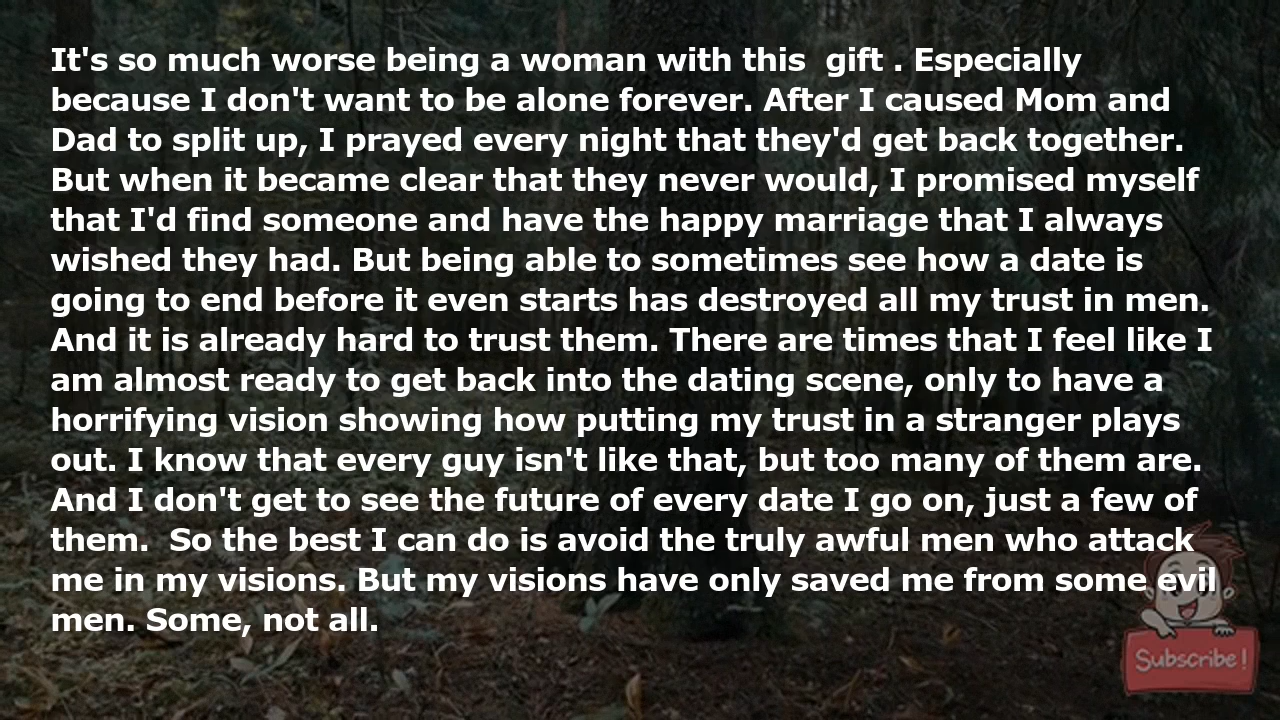 It's so much worse being a woman with this  gift . Especially
because I don't want to be alone forever. After I caused Mom and
Dad to split up, I prayed every night that they'd get back together.
But when it became clear that they never would, I promised myself
that I'd find someone and have the happy marriage that I always
wished they had. But being able to sometimes see how a date is
going to end before it even starts has destroyed all my trust in men.
And it is already hard to trust them. There are times that I feel like I
am almost ready to get back into the dating scene, only to have a
horrifying vision showing how putting my trust in a stranger plays
out. I know that every guy isn't like that, but too many of them are.
And I don't get to see the future of every date I go on, just a few of
them.  So the best I can do is avoid the truly awful men who attack
me in my visions. But my visions have only saved me from some evil
men. Some, not all.
Subscribe!